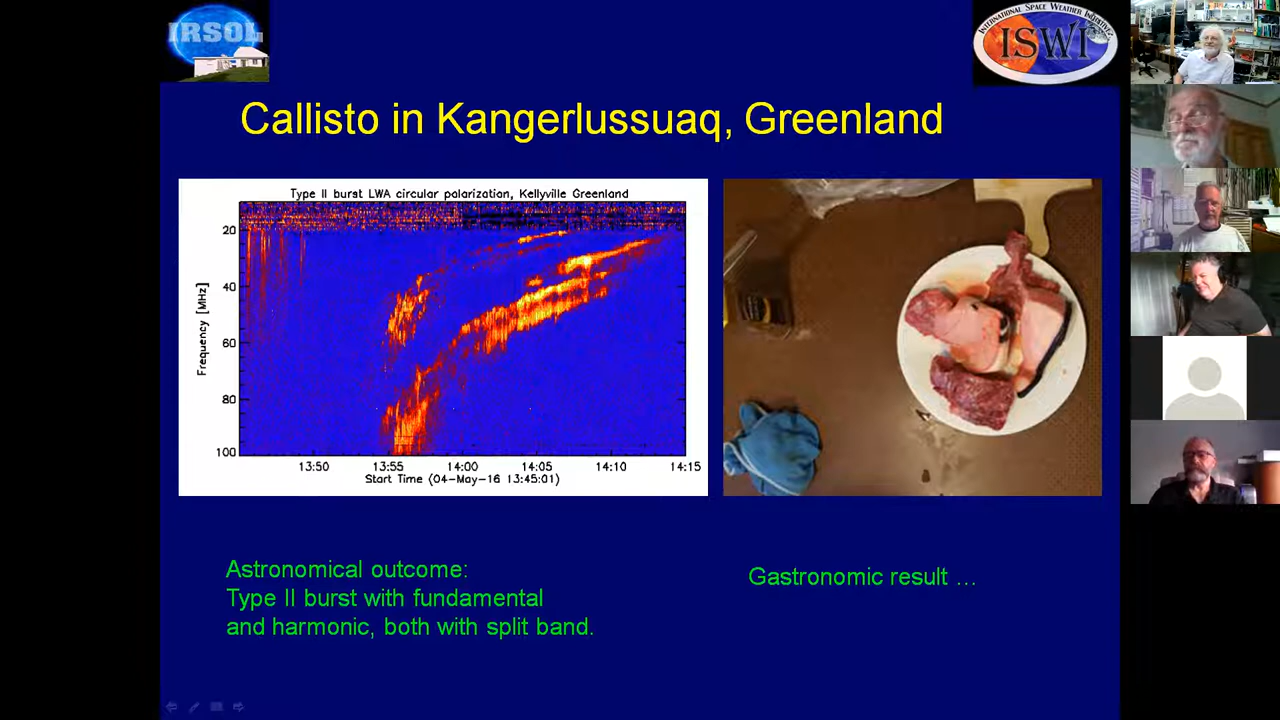 IRSOL
INTERNATIONAL SPACE WEATHER INITIATIVE
ISWI
Callisto in Kangerlussuaq, Greenland
Type II burst LWA circular polarization, Kellyville Greenland
20
40
60
80
100
Frequency [MHz]
13:50 13:55 14:00 14:05 14:10 14:15
Start Time (04-May-16 13:45:01)
Astronomical outcome:
Type II burst with fundamental
and harmonic, both with split band.
Gastronomic result ...